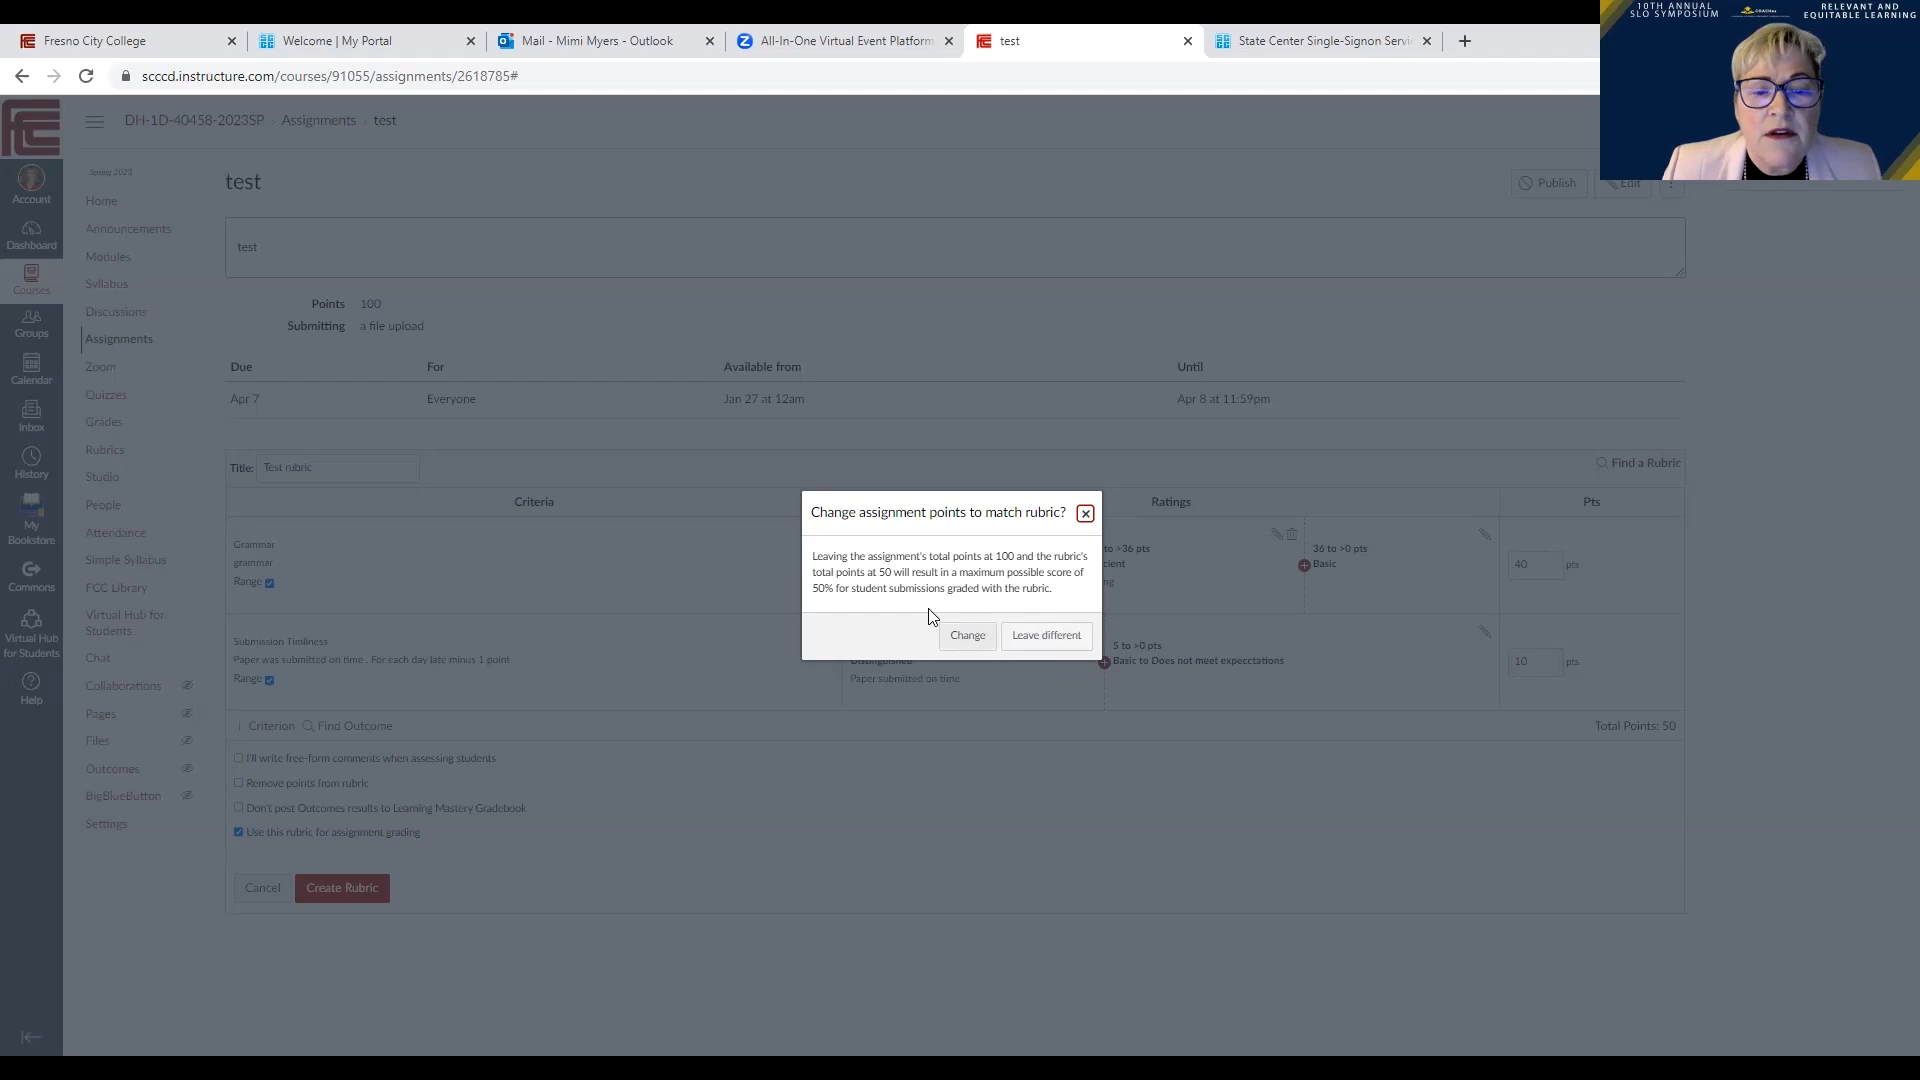 10TH ANNUAL
SLO SYMPOSIUM
COACHes
RELEVANT AND
EQUITABLE LEARNING
Fresno City College
Welcome | My Portal
Mail - Mimi Myers - Outlook
All-In-One Virtual Event Platform
test
State Center Single-Signon Servi
scccd.instructure.com/courses/91055/assignments/2618785#
DH-1D-40458-2023SP › Assignments › test
Account
Dashboard
Courses
Groups
Calendar
Inbox
History
My
Bookstore
Commons
Virtual Hub
for Students
Help
Spring 2023
Home
Announcements
Modules
Syllabus
Discussions
Assignments
Zoom
Quizzes
Grades
Rubrics
Studio
People
Attendance
Simple Syllabus
FCC Library
Virtual Hub for
Students
Chat
Collaborations
Pages
Files
Outcomes
BigBlueButton
Settings
test
Publish
Edit
test
Points 100
Submitting a file upload
Due For Available from Until
Apr 7 Everyone Jan 27 at 12am Apr 8 at 11:59pm
Title: Test rubric
Find a Rubric
Criteria Ratings Pts
Grammar
grammar
Range
to >36 pts
cient
ng
36 to >0 pts
Basic
40 pts
Submission Timliness
Paper was submitted on time . For each day late minus 1 point
Range
Distinguished
Paper submitted on time
5 to >0 pts
Basic to Does not meet expecctations
10 pts
Criterion Find Outcome
Total Points: 50
I'll write free-form comments when assessing students
Remove points from rubric
Don't post Outcomes results to Learning Mastery Gradebook
Use this rubric for assignment grading
Cancel Create Rubric
Change assignment points to match rubric?
Leaving the assignment's total points at 100 and the rubric's
total points at 50 will result in a maximum possible score of
50% for student submissions graded with the rubric.
Change Leave different